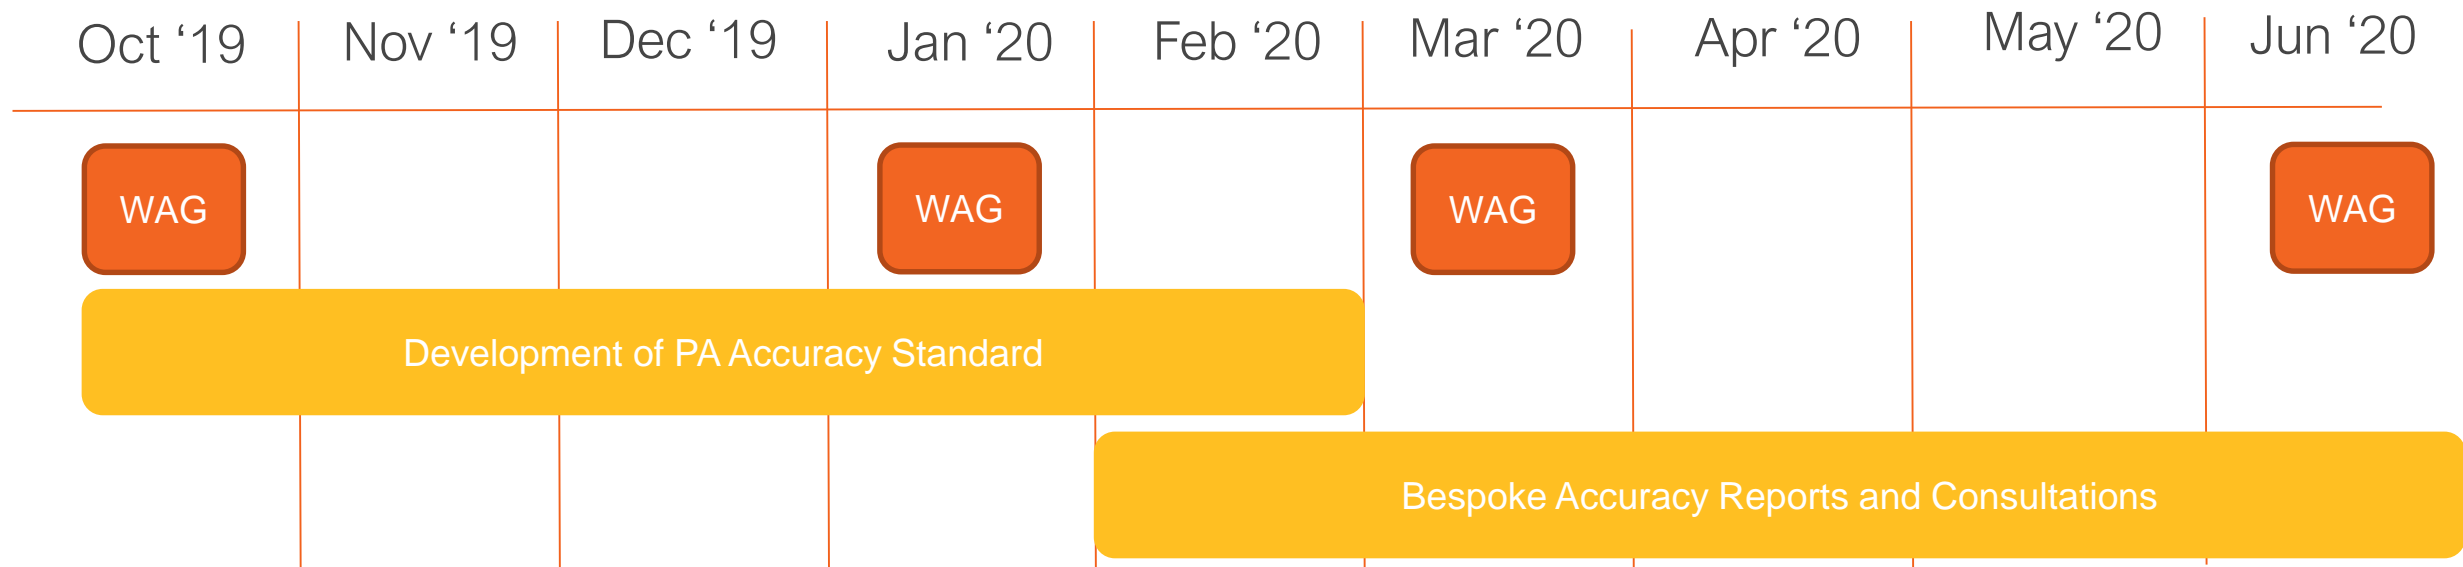 Oct ‘19
Nov ‘19
Dec ‘19
Jan ‘20
Feb ‘20
Mar ‘20
Apr ‘20
May ‘20
Jun ‘20
WAG
WAG
WAG
WAG
Development of PA Accuracy Standard
Bespoke Accuracy Reports and Consultations